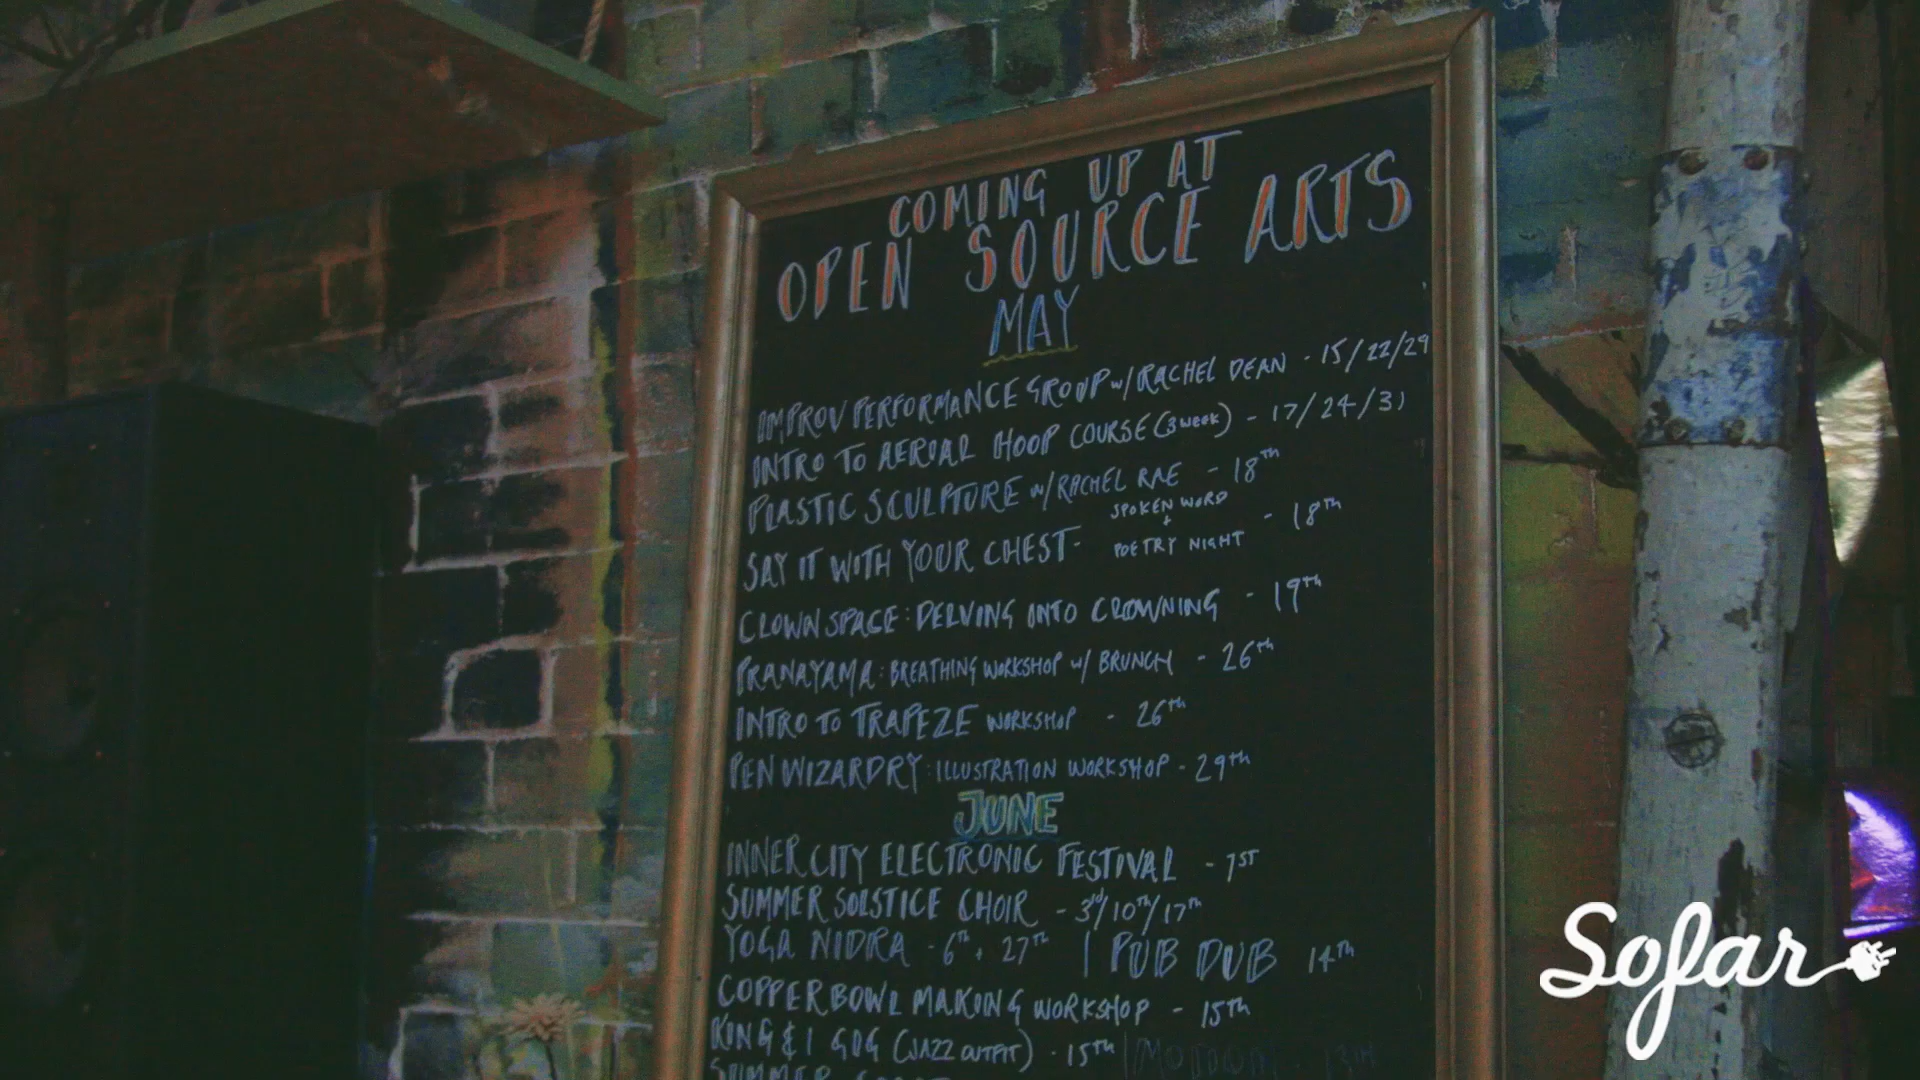 COMING UP AT
OPEN SOURCE ARTS
MAY
IMPROV PERFORMANCE GROUP w/ RACHEL DEAN - 15/22/29
INTRO TO AERIAL HOOP COURSE (3 week) - 17/24/31
PLASTIC SCULPTURE w/ RACHEL RAE - 18th
SAY IT WITH YOUR CHEST - SPOKEN WORD + POETRY NIGHT - 18th
CLOWN SPACE: DELVING INTO CLOWNING - 19th
PRANAYAMA: BREATHING WORKSHOP w/ BRUNCH - 26th
INTRO TO TRAPEZE WORKSHOP - 26th
PEN WIZARDRY: ILLUSTRATION WORKSHOP - 29th
JUNE
INNER CITY ELECTRONIC FESTIVAL - 1ST
SUMMER SOLSTICE CHOIR - 3rd/10th/17th
YOGA NIDRA - 6th + 27th | PUB DUB 14th
COPPER BOWL MAKING WORKSHOP - 15th
KING & I GIG (JAZZ OUTFIT) - 15th
SUMMER
Sofar